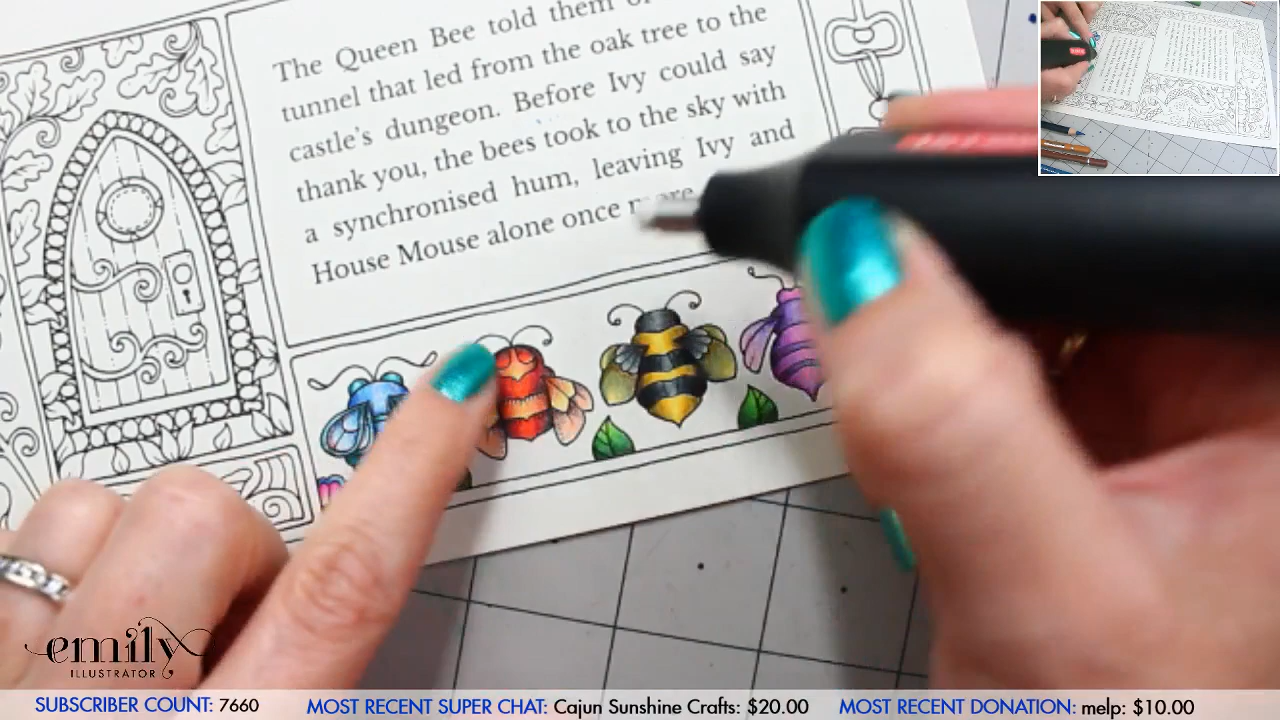 The Queen Bee told them
tunnel that led from the oak tree to the
castle's dungeon. Before Ivy could say
thank you, the bees took to the sky with
a synchronised hum, leaving Ivy and
House Mouse alone once more
emily
ILLUSTRATOR
SUBSCRIBER COUNT: 7660
MOST RECENT SUPER CHAT: Cajun Sunshine Crafts: $20.00
MOST RECENT DONATION: melp: $10.00